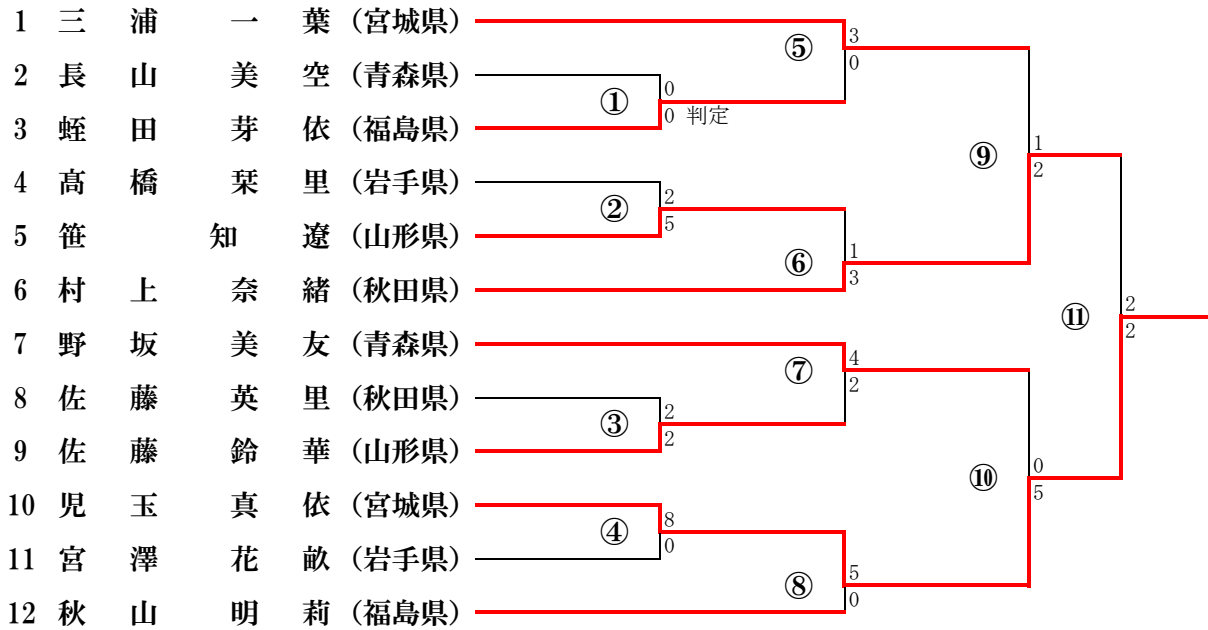 1 三浦一葉(宮城県)
2 長山美空(青森県)
3 蛭田芽依(福島県)
4 髙橋栞里(岩手県)
5 笹知遼(山形県)
6 村上奈緒(秋田県)
7 野坂美友(青森県)
8 佐藤英里(秋田県)
9 佐藤鈴華(山形県)
10 児玉真依(宮城県)
11 宮澤花畝(岩手県)
12 秋山明莉(福島県)
①
0
0 判定
②
2
5
③
2
2
④
8
0
⑤
3
0
⑥
1
3
⑦
4
2
⑧
5
0
⑨
1
2
⑩
0
5
⑪
2
2